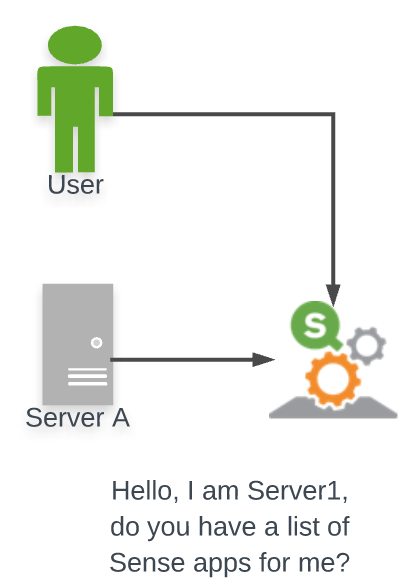 User
S
Server A
Hello, I am Server1,
do you have a list of
Sense apps for me?